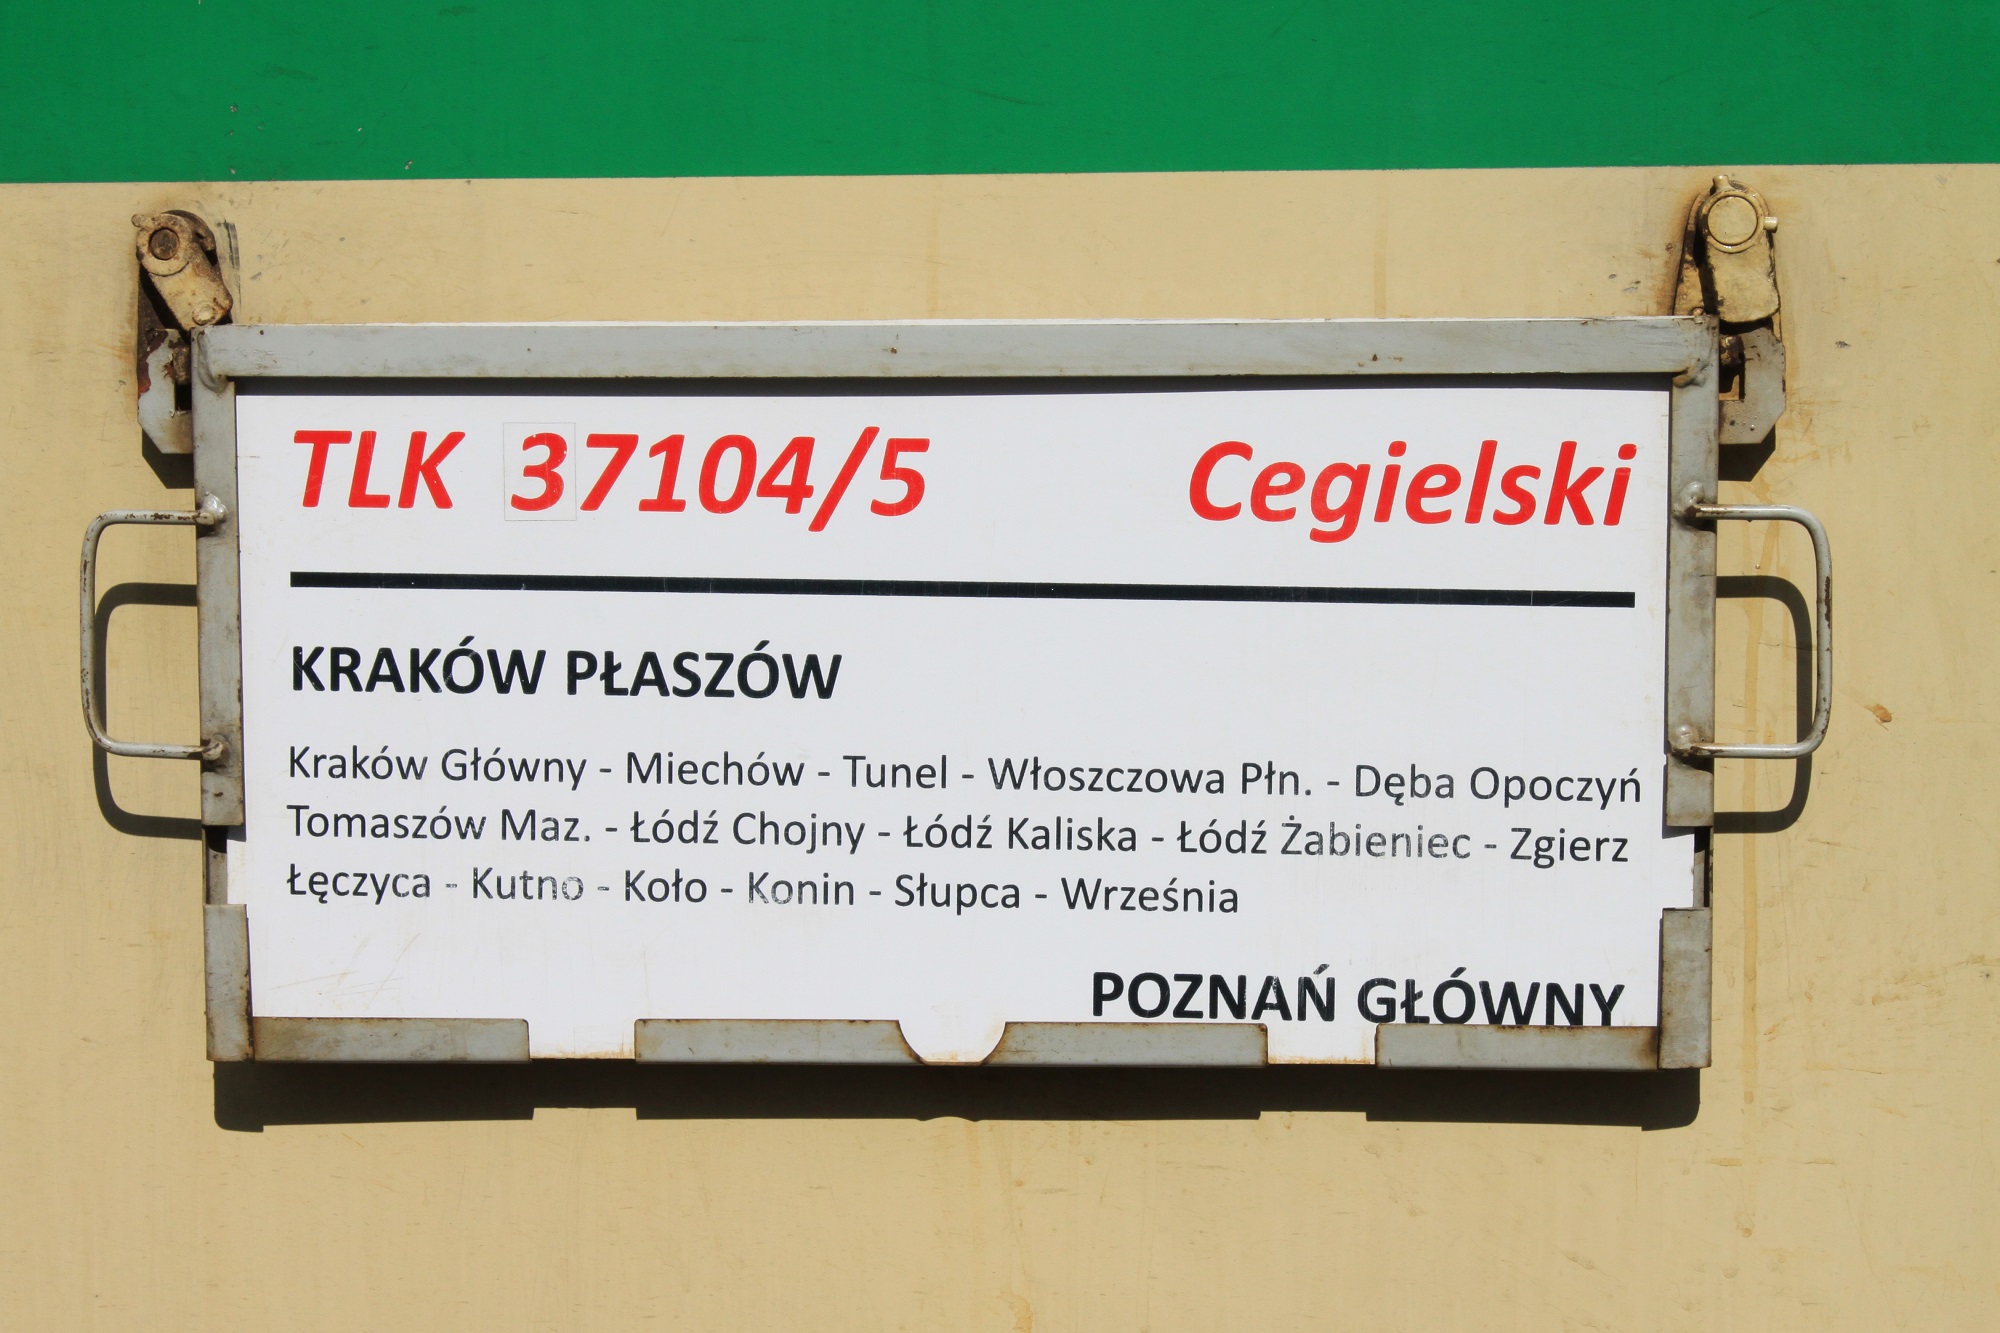 TLK 37104/5 Cegielski
KRAKÓW PŁASZÓW
Kraków Główny - Miechów - Tunel - Włoszczowa Płn. - Dęba Opoczyń
Tomaszów Maz. - Łódź Chojny - Łódź Kaliska - Łódź Żabieniec - Zgierz
Łęczyca - Kutno - Koło - Konin - Słupca - Września
POZNAŃ GŁÓWNY